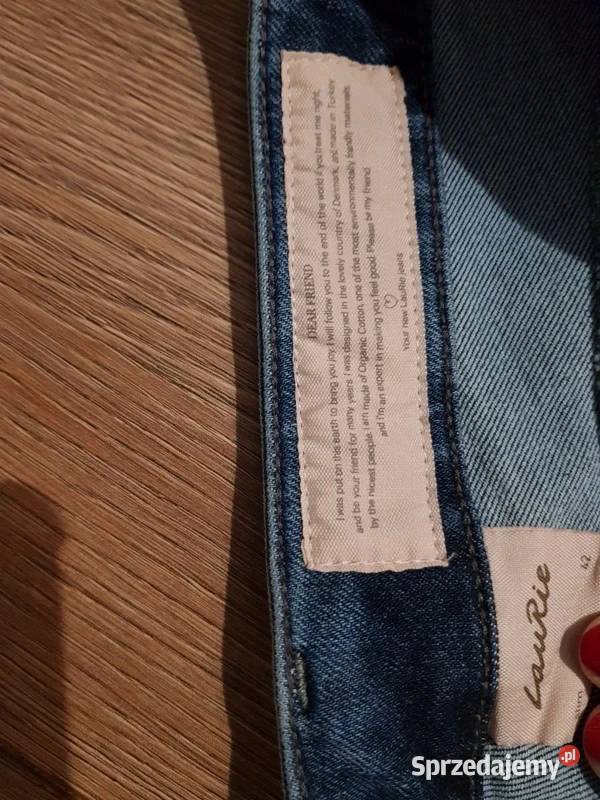 DEAR FRIEND
I was put on this earth to bring you joy. I will follow you to the end of the world if you treat me right,
and be your friend for many years. I was designed in the lovely country of Denmark, and made in Turkey
by the nicest people. I am made of Organic Cotton, one of the most environmentally friendly materials
and I'm an expert in making you feel good. Please be my friend
♡
Your new LauRie jeans
LauRie
42
Sprzedajemy.pl